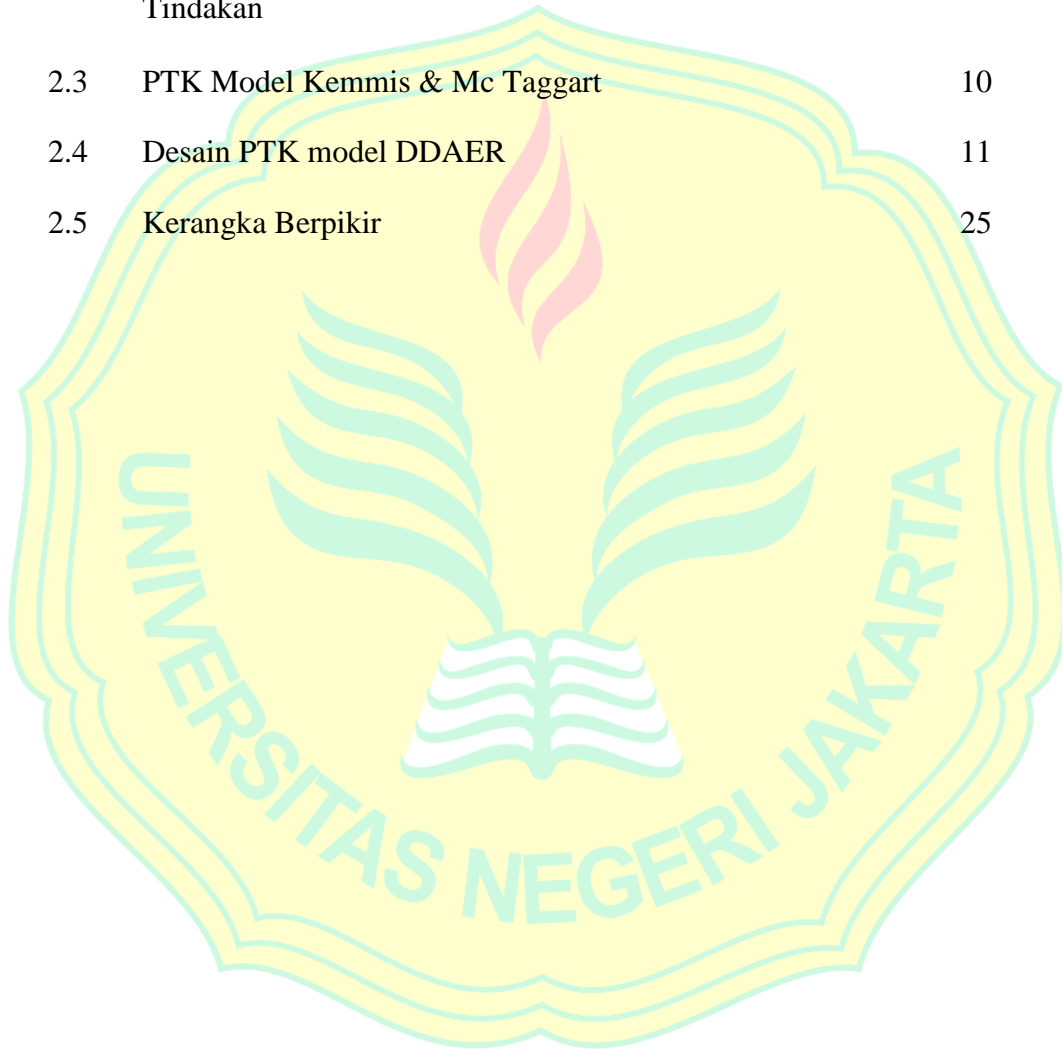 Tindakan
2.3 PTK Model Kemmis & Mc Taggart 10
2.4 Desain PTK model DDAER 11
2.5 Kerangka Berpikir 25
UNIVERSITAS NEGERI JAKARTA